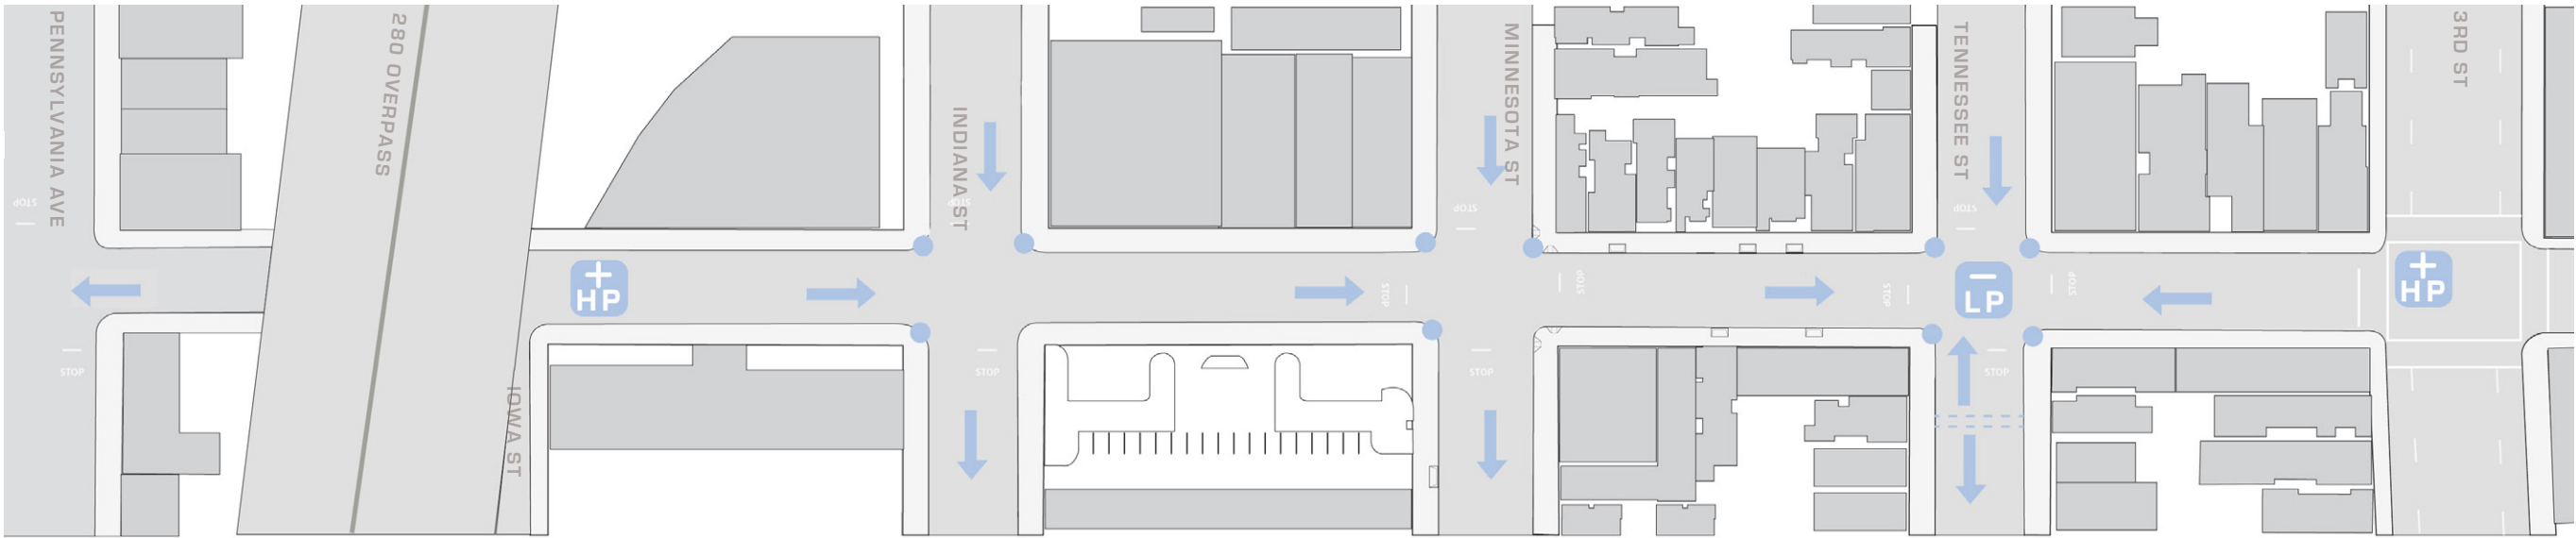 PENNSYLVANIA AVE
280 OVERPASS
INDIANA ST
MINNESOTA ST
TENNESSEE ST
3RD ST
STOP
STOP
STOP
STOP
+
HP
STOP
STOP
STOP
STOP
-
LP
+
HP
STOP
STOP
STOP
STOP
IOWA ST